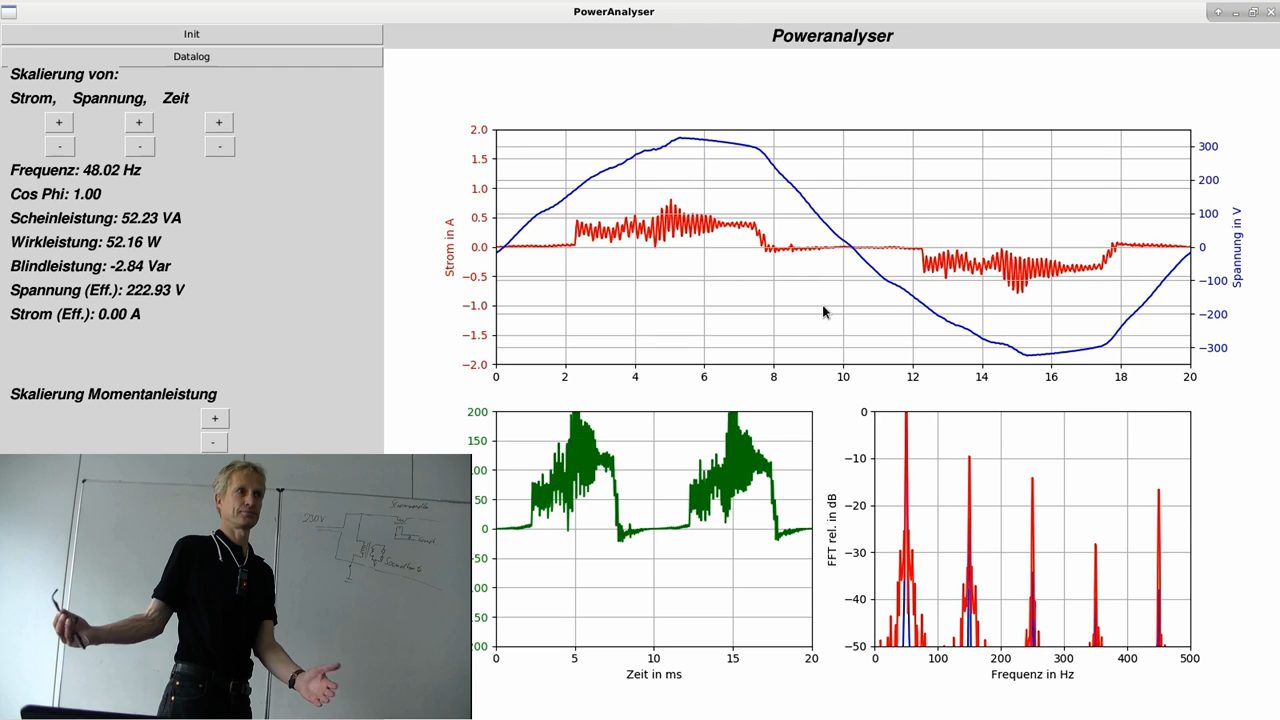 PowerAnalyser
Init
Datalog
Skalierung von:
Strom, Spannung, Zeit
+ + +
- - -
Frequenz: 48.02 Hz
Cos Phi: 1.00
Scheinleistung: 52.23 VA
Wirkleistung: 52.16 W
Blindleistung: -2.84 Var
Spannung (Eff.): 222.93 V
Strom (Eff.): 0.00 A
Skalierung Momentanleistung
+
-
Poweranalyser
2.0
1.5
1.0
0.5
0.0
−0.5
−1.0
−1.5
−2.0
Strom in A
300
200
100
0
−100
−200
−300
Spannung in V
0 2 4 6 8 10 12 14 16 18 20
200
150
100
50
0
50
100
150
200
0 5 10 15 20
Zeit in ms
0
−10
−20
−30
−40
−50
FFT rel. in dB
0 100 200 300 400 500
Frequenz in Hz
230V